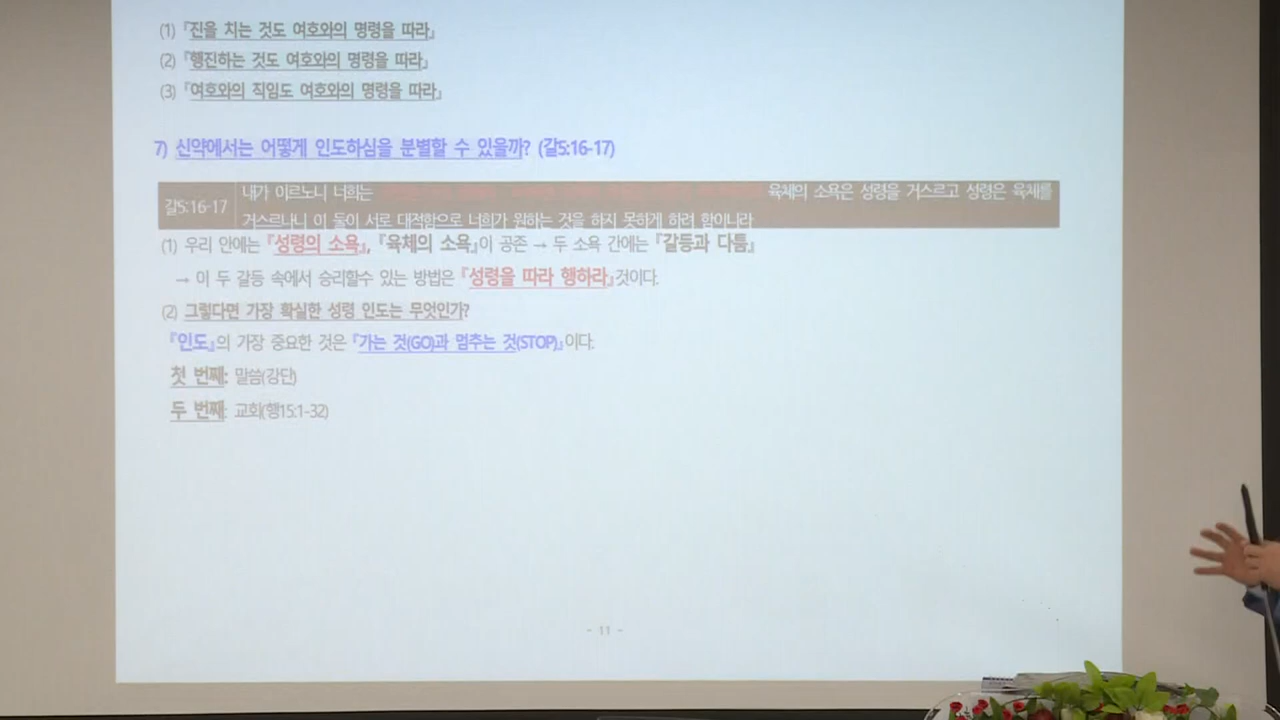 (1) 『진을 치는 것도 여호와의 명령을 따라』
(2) 『행진하는 것도 여호와의 명령을 따라』
(3) 『여호와의 직임도 여호와의 명령을 따라』
7) 신약에서는 어떻게 인도하심을 분별할 수 있을까? (갈5:16-17)
갈5:16-17
내가 이르노니 너희는 육체의 소욕은 성령을 거스르고 성령은 육체를
거스르나니 이 둘이 서로 대적함으로 너희가 원하는 것을 하지 못하게 하려 함이니라
(1) 우리 안에는 『성령의 소욕』, 『육체의 소욕』이 공존 → 두 소욕 간에는 『갈등과 다툼』
→ 이 두 갈등 속에서 승리할수 있는 방법은 『성령을 따라 행하라』것이다.
(2) 그렇다면 가장 확실한 성령 인도는 무엇인가?
『인도』의 가장 중요한 것은 『가는 것(GO)과 멈추는 것(STOP)』이다.
첫 번째: 말씀(강단)
두 번째: 교회(행15:1-32)
- 11 -